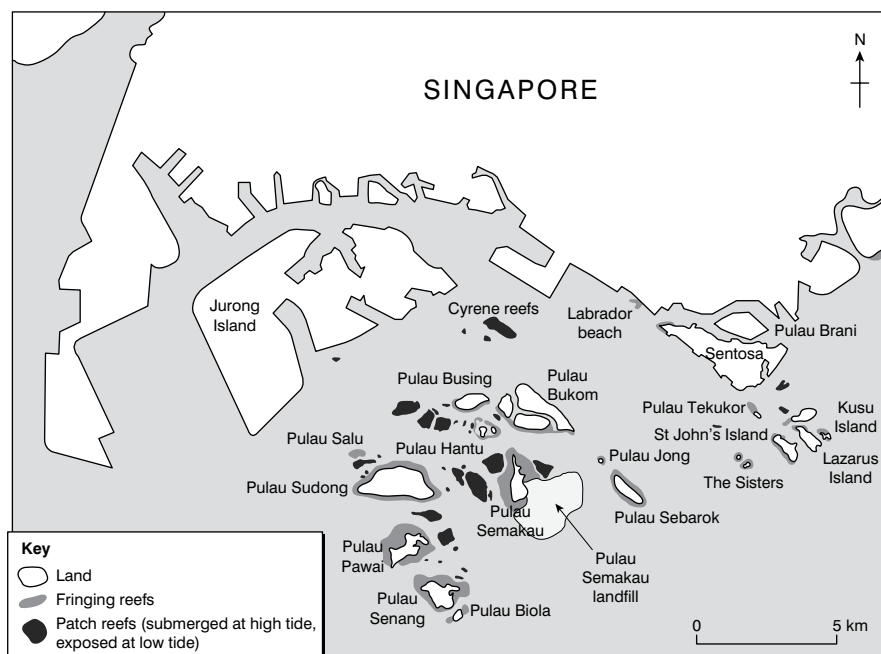 N
SINGAPORE
Jurong
Island
Cyrene reefs
Labrador
beach
Pulau Brani
Sentosa
Pulau Busing
Pulau
Bukom
Pulau Tekukor
Kusu
Island
St John's Island
Pulau Salu
Pulau Hantu
Pulau Jong
Lazarus
Island
The Sisters
Pulau Sudong
Pulau
Semakau
Pulau Sebarok
Pulau
Pawai
Pulau
Semakau
landfill
Pulau
Senang
Pulau Biola
Key
Land
Fringing reefs
Patch reefs (submerged at high tide,
exposed at low tide)
0
5 km